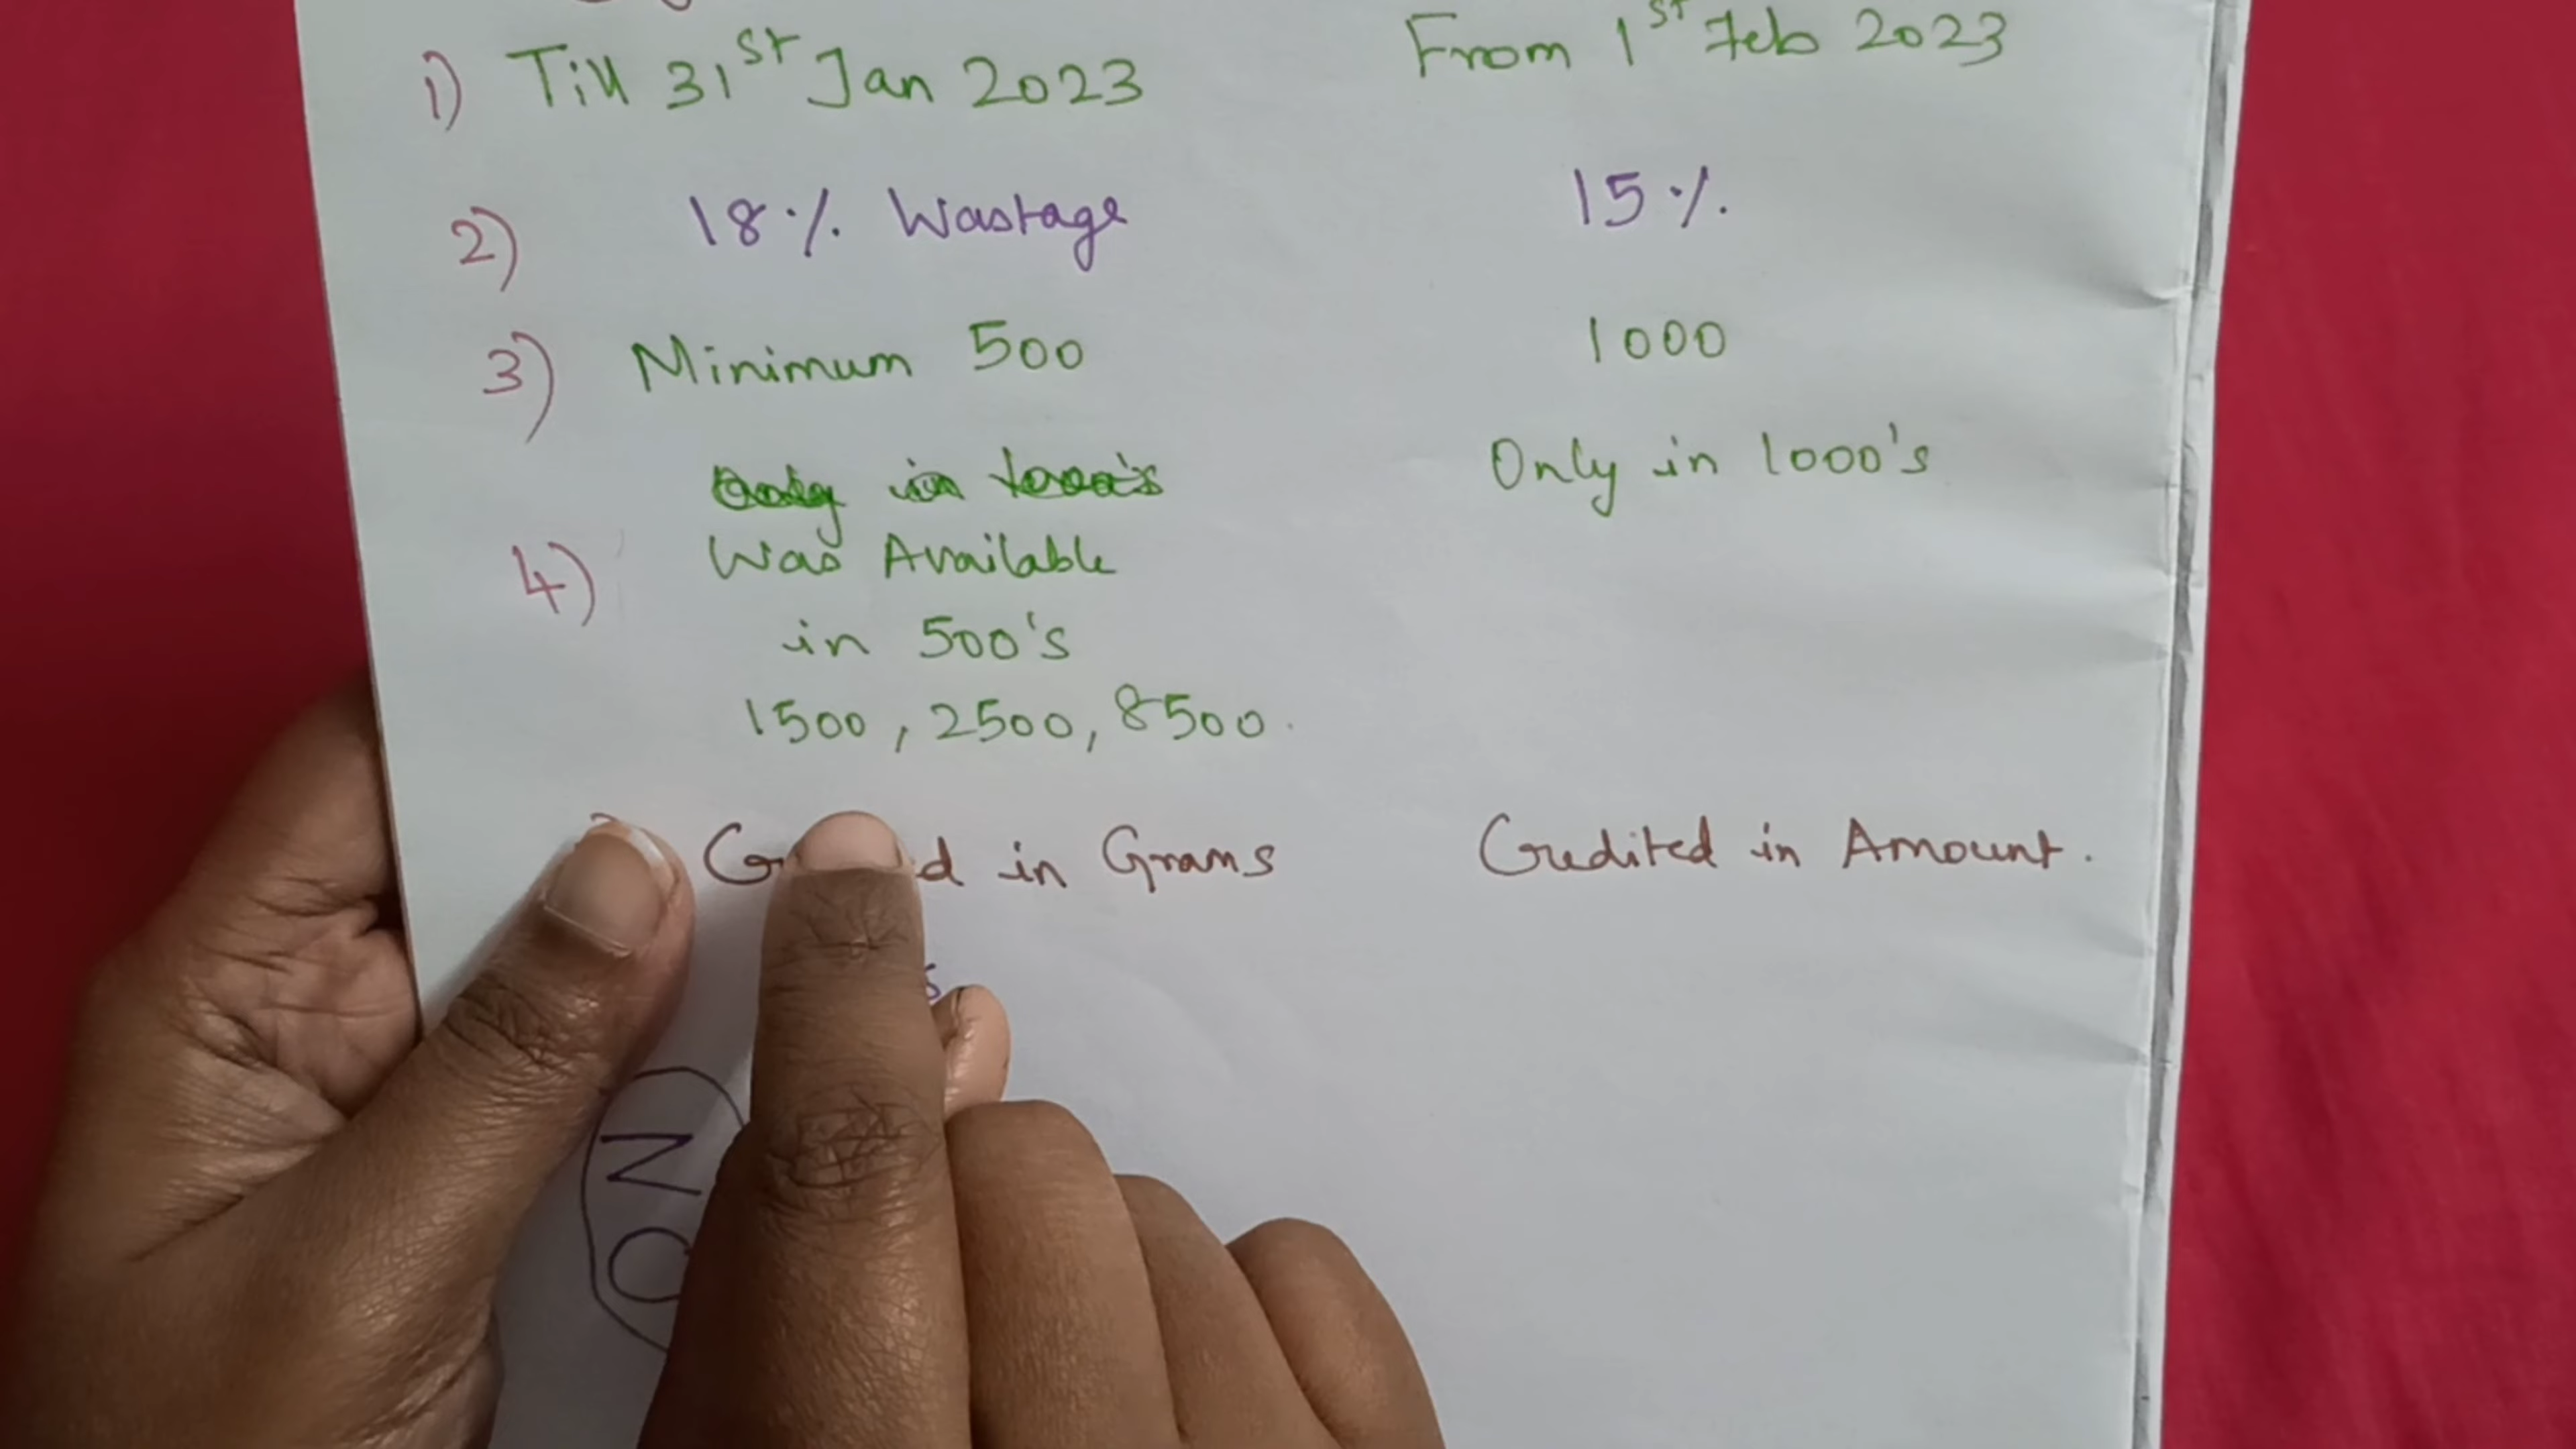 1) Till 31st Jan 2023 From 1st Feb 2023
2) 18% Wastage 15%
3) Minimum 500 1000
Only in 1000's
4) Was Available
in 500's
1500, 2500, 8500.
in Grams Credited in Amount.